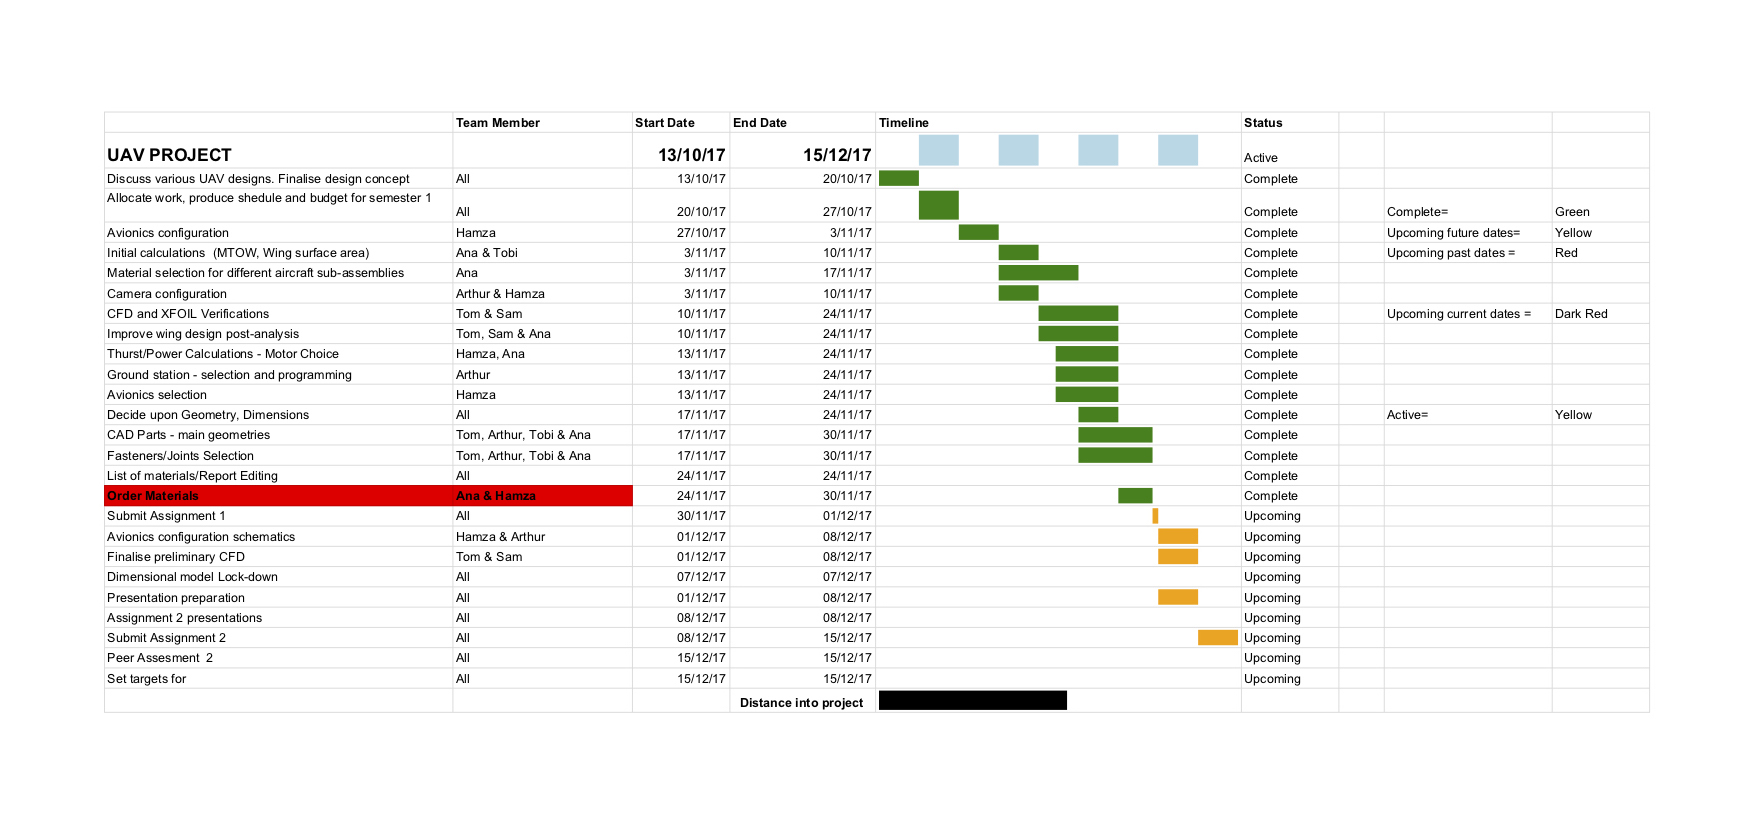 Team Member Start Date End Date Timeline Status
UAV PROJECT 13/10/17 15/12/17 Active
Discuss various UAV designs. Finalise design concept All 13/10/17 20/10/17 Complete
Allocate work, produce shedule and budget for semester 1 All 20/10/17 27/10/17 Complete Complete= Green
Avionics configuration Hamza 27/10/17 3/11/17 Complete Upcoming future dates= Yellow
Initial calculations (MTOW, Wing surface area) Ana & Tobi 3/11/17 10/11/17 Complete Upcoming past dates = Red
Material selection for different aircraft sub-assemblies Ana 3/11/17 17/11/17 Complete
Camera configuration Arthur & Hamza 3/11/17 10/11/17 Complete
CFD and XFOIL Verifications Tom & Sam 10/11/17 24/11/17 Complete Upcoming current dates = Dark Red
Improve wing design post-analysis Tom, Sam & Ana 10/11/17 24/11/17 Complete
Thurst/Power Calculations - Motor Choice Hamza, Ana 13/11/17 24/11/17 Complete
Ground station - selection and programming Arthur 13/11/17 24/11/17 Complete
Avionics selection Hamza 13/11/17 24/11/17 Complete
Decide upon Geometry, Dimensions All 17/11/17 24/11/17 Complete Active= Yellow
CAD Parts - main geometries Tom, Arthur, Tobi & Ana 17/11/17 30/11/17 Complete
Fasteners/Joints Selection Tom, Arthur, Tobi & Ana 17/11/17 30/11/17 Complete
List of materials/Report Editing All 24/11/17 24/11/17 Complete
Order Materials Ana & Hamza 24/11/17 30/11/17 Complete
Submit Assignment 1 All 30/11/17 01/12/17 Upcoming
Avionics configuration schematics Hamza & Arthur 01/12/17 08/12/17 Upcoming
Finalise preliminary CFD Tom & Sam 01/12/17 08/12/17 Upcoming
Dimensional model Lock-down All 07/12/17 07/12/17 Upcoming
Presentation preparation All 01/12/17 08/12/17 Upcoming
Assignment 2 presentations All 08/12/17 08/12/17 Upcoming
Submit Assignment 2 All 08/12/17 15/12/17 Upcoming
Peer Assesment 2 All 15/12/17 15/12/17 Upcoming
Set targets for All 15/12/17 15/12/17 Upcoming
Distance into project